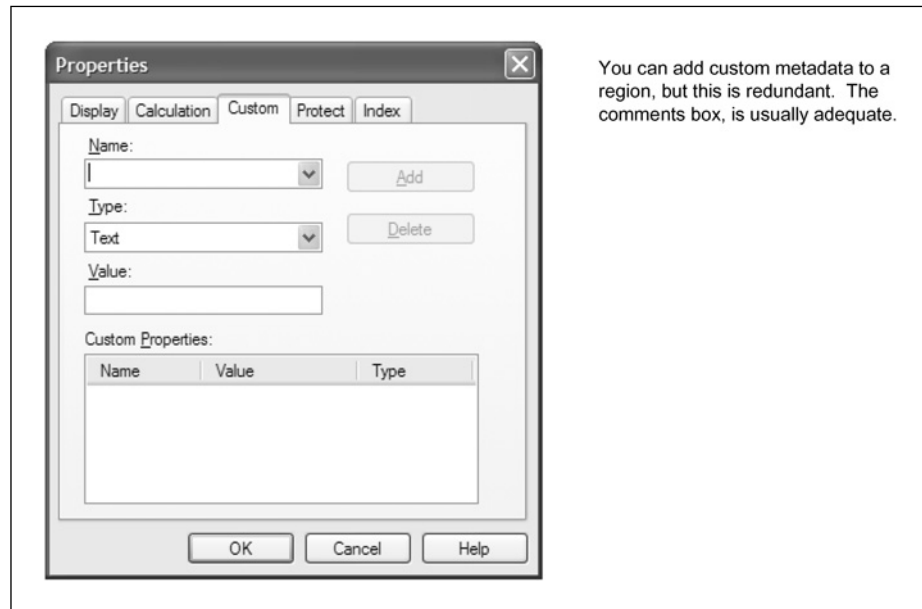 Properties
Display Calculation Custom Protect Index
Name:
Add
Type:
Text
Delete
Value:
Custom Properties:
Name Value Type
OK Cancel Help
You can add custom metadata to a
region, but this is redundant.  The
comments box, is usually adequate.